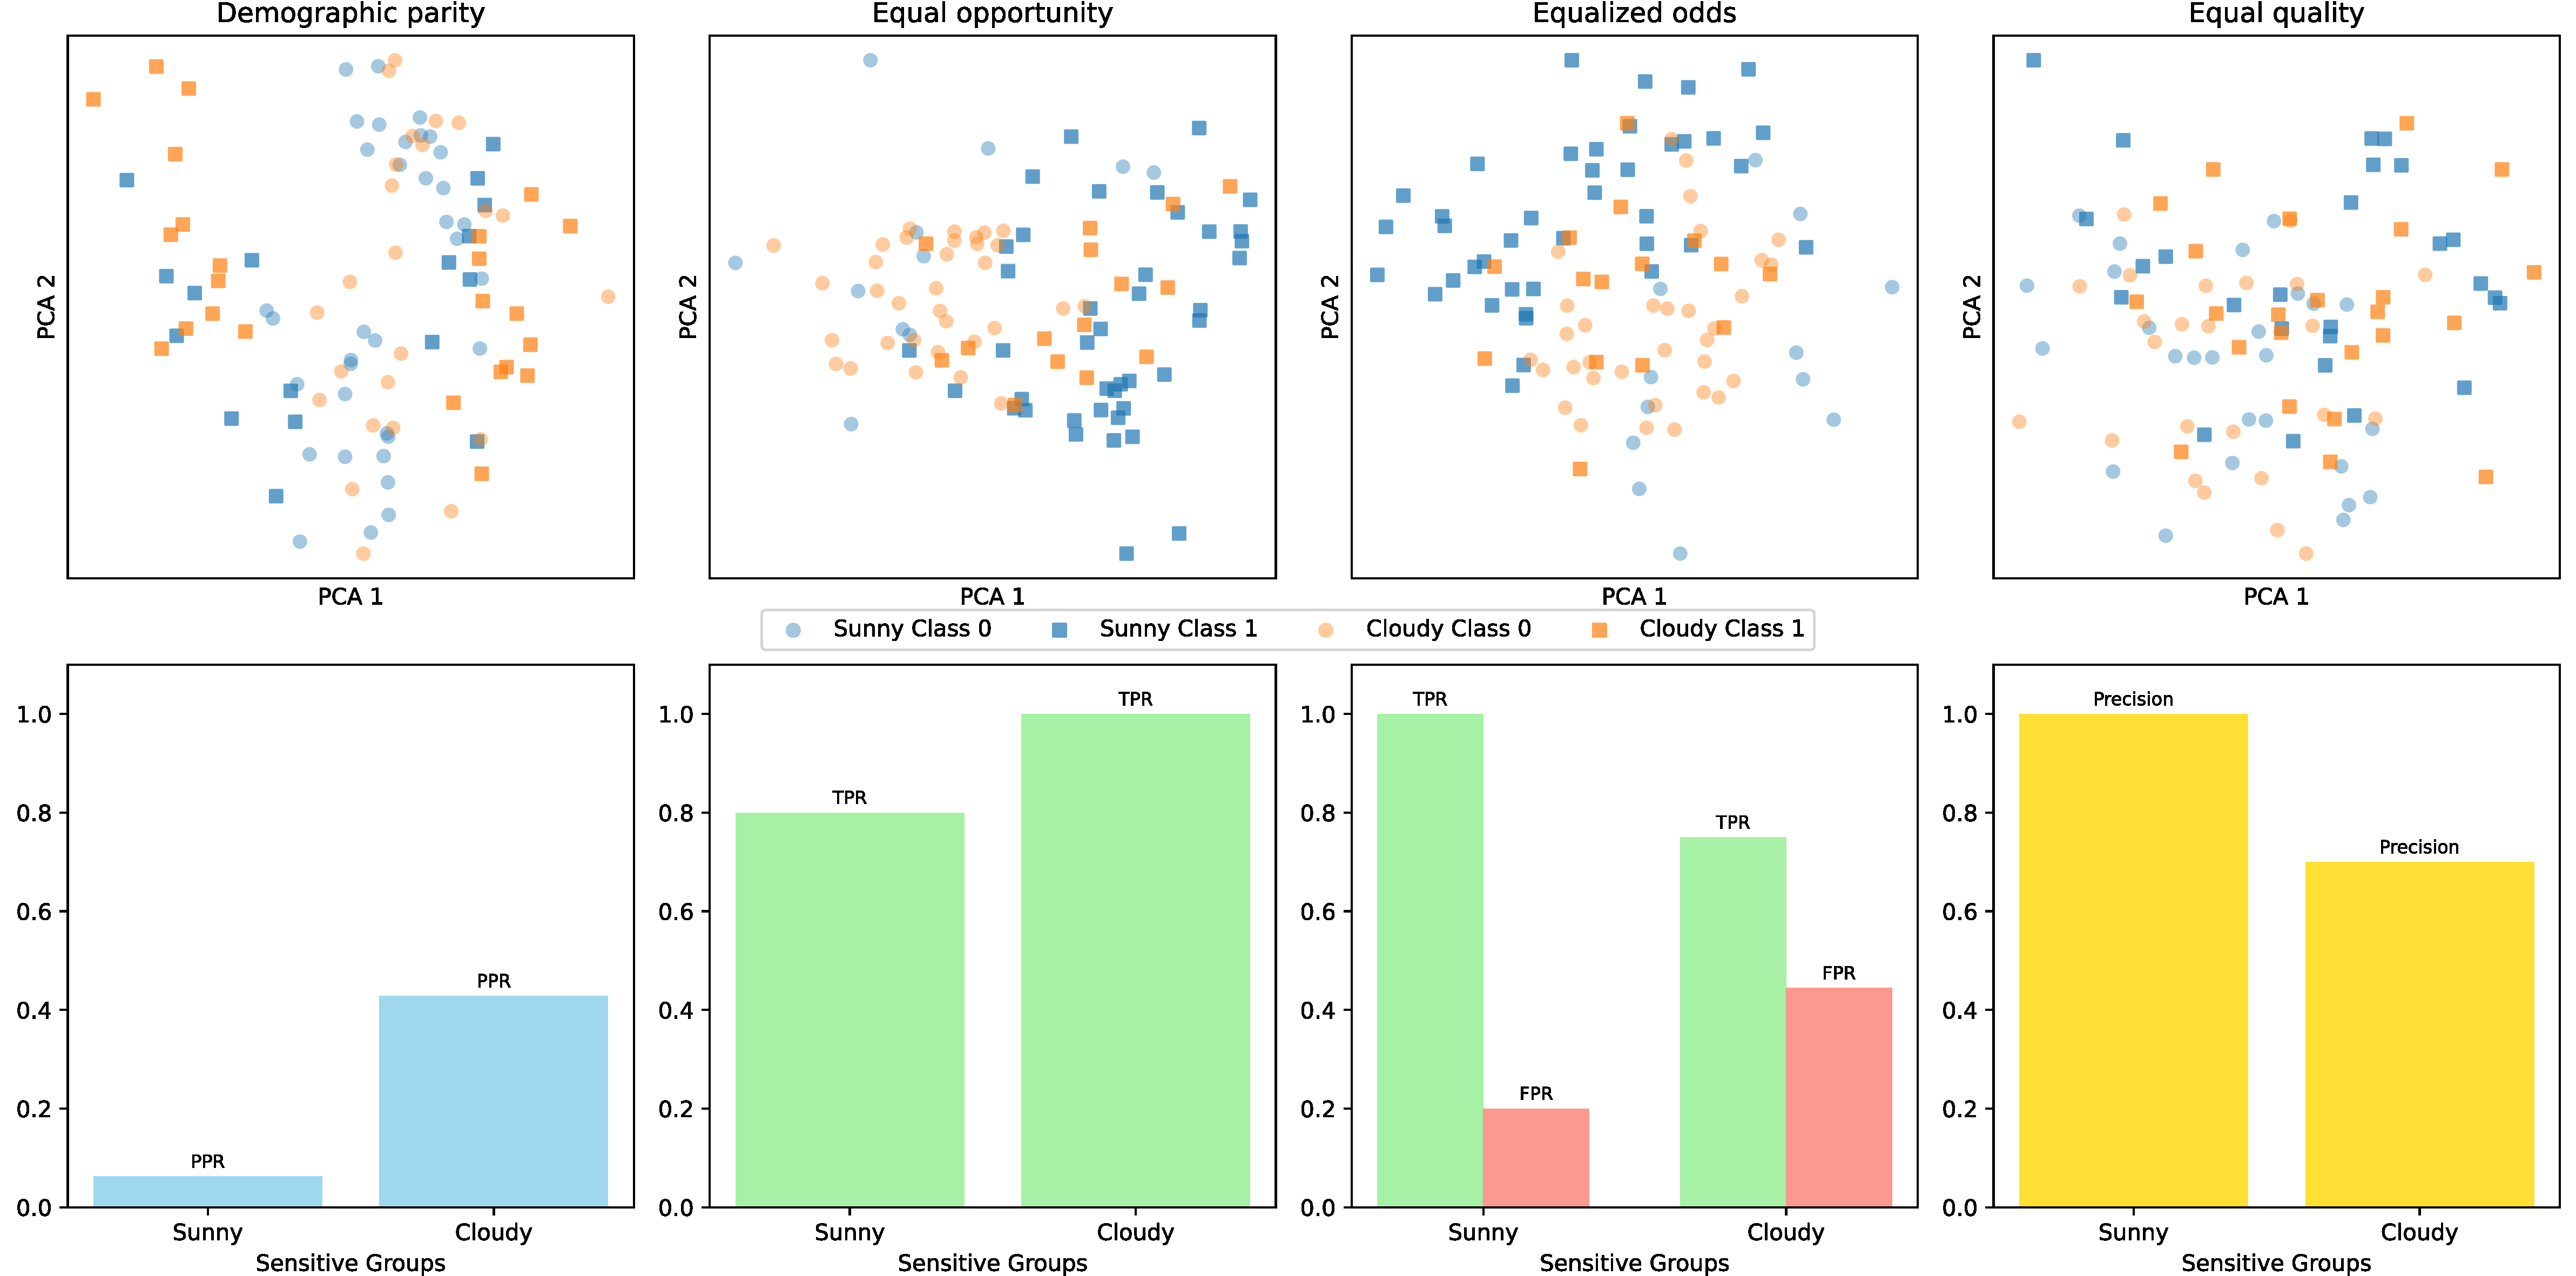 Demographic parity
Equal opportunity
Equalized odds
Equal quality
PCA 2
PCA 2
PCA 2
PCA 2
PCA 1
PCA 1
PCA 1
PCA 1
Sunny Class 0
Sunny Class 1
Cloudy Class 0
Cloudy Class 1
1.0
0.8
0.6
0.4
0.2
0.0
PPR
PPR
Sunny
Cloudy
Sensitive Groups
1.0
0.8
0.6
0.4
0.2
0.0
TPR
TPR
Sunny
Cloudy
Sensitive Groups
1.0
0.8
0.6
0.4
0.2
0.0
TPR
FPR
TPR
FPR
Sunny
Cloudy
Sensitive Groups
1.0
0.8
0.6
0.4
0.2
0.0
Precision
Precision
Sunny
Cloudy
Sensitive Groups